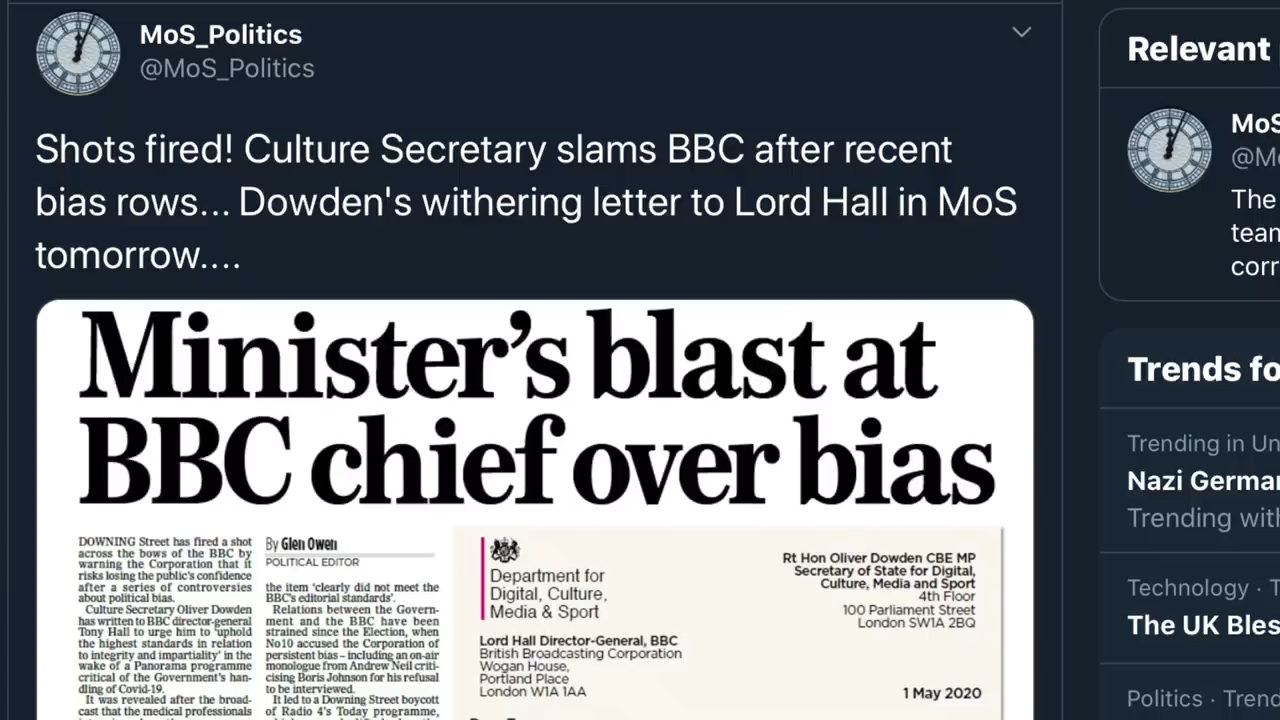 MoS_Politics
@MoS_Politics
Shots fired! Culture Secretary slams BBC after recent
bias rows... Dowden's withering letter to Lord Hall in MoS
tomorrow....
Minister's blast at
BBC chief over bias
DOWNING Street has fired a shot
across the bows of the BBC by
warning the Corporation that it
risks losing the public's confidence
after a series of controversies
about political bias.
Culture Secretary Oliver Dowden
has written to BBC director-general
Tony Hall to urge him to 'uphold
the highest standards in relation
to integrity and impartiality' in the
wake of a Panorama programme
critical of the Government's han-
dling of Covid-19.
It was revealed after the broad-
cast that the medical professionals
By Glen Owen
POLITICAL EDITOR
the item 'clearly did not meet the
BBC's editorial standards'.
Relations between the Govern-
ment and the BBC have been
strained since the Election, when
No10 accused the Corporation of
persistent bias – including an on-air
monologue from Andrew Neil criti-
cising Boris Johnson for his refusal
to be interviewed.
It led to a Downing Street boycott
of Radio 4's Today programme,
Department for
Digital, Culture,
Media & Sport
Rt Hon Oliver Dowden CBE MP
Secretary of State for Digital,
Culture, Media and Sport
4th Floor
100 Parliament Street
London SW1A 2BQ
Lord Hall Director-General, BBC
British Broadcasting Corporation
Wogan House,
Portland Place
London W1A 1AA
1 May 2020
Relevant
MoS
@Mo
The
team
corr
Trends fo
Trending in Un
Nazi Germa
Trending with
Technology · T
The UK Bles
Politics · Trend